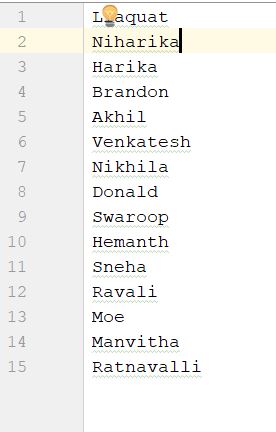 1
2 Niharika
3 Harika
4 Brandon
5 Akhil
6 Venkatesh
7 Nikhila
8 Donald
9 Swaroop
10 Hemanth
11 Sneha
12 Ravali
13 Moe
14 Manvitha
15 Ratnavalli